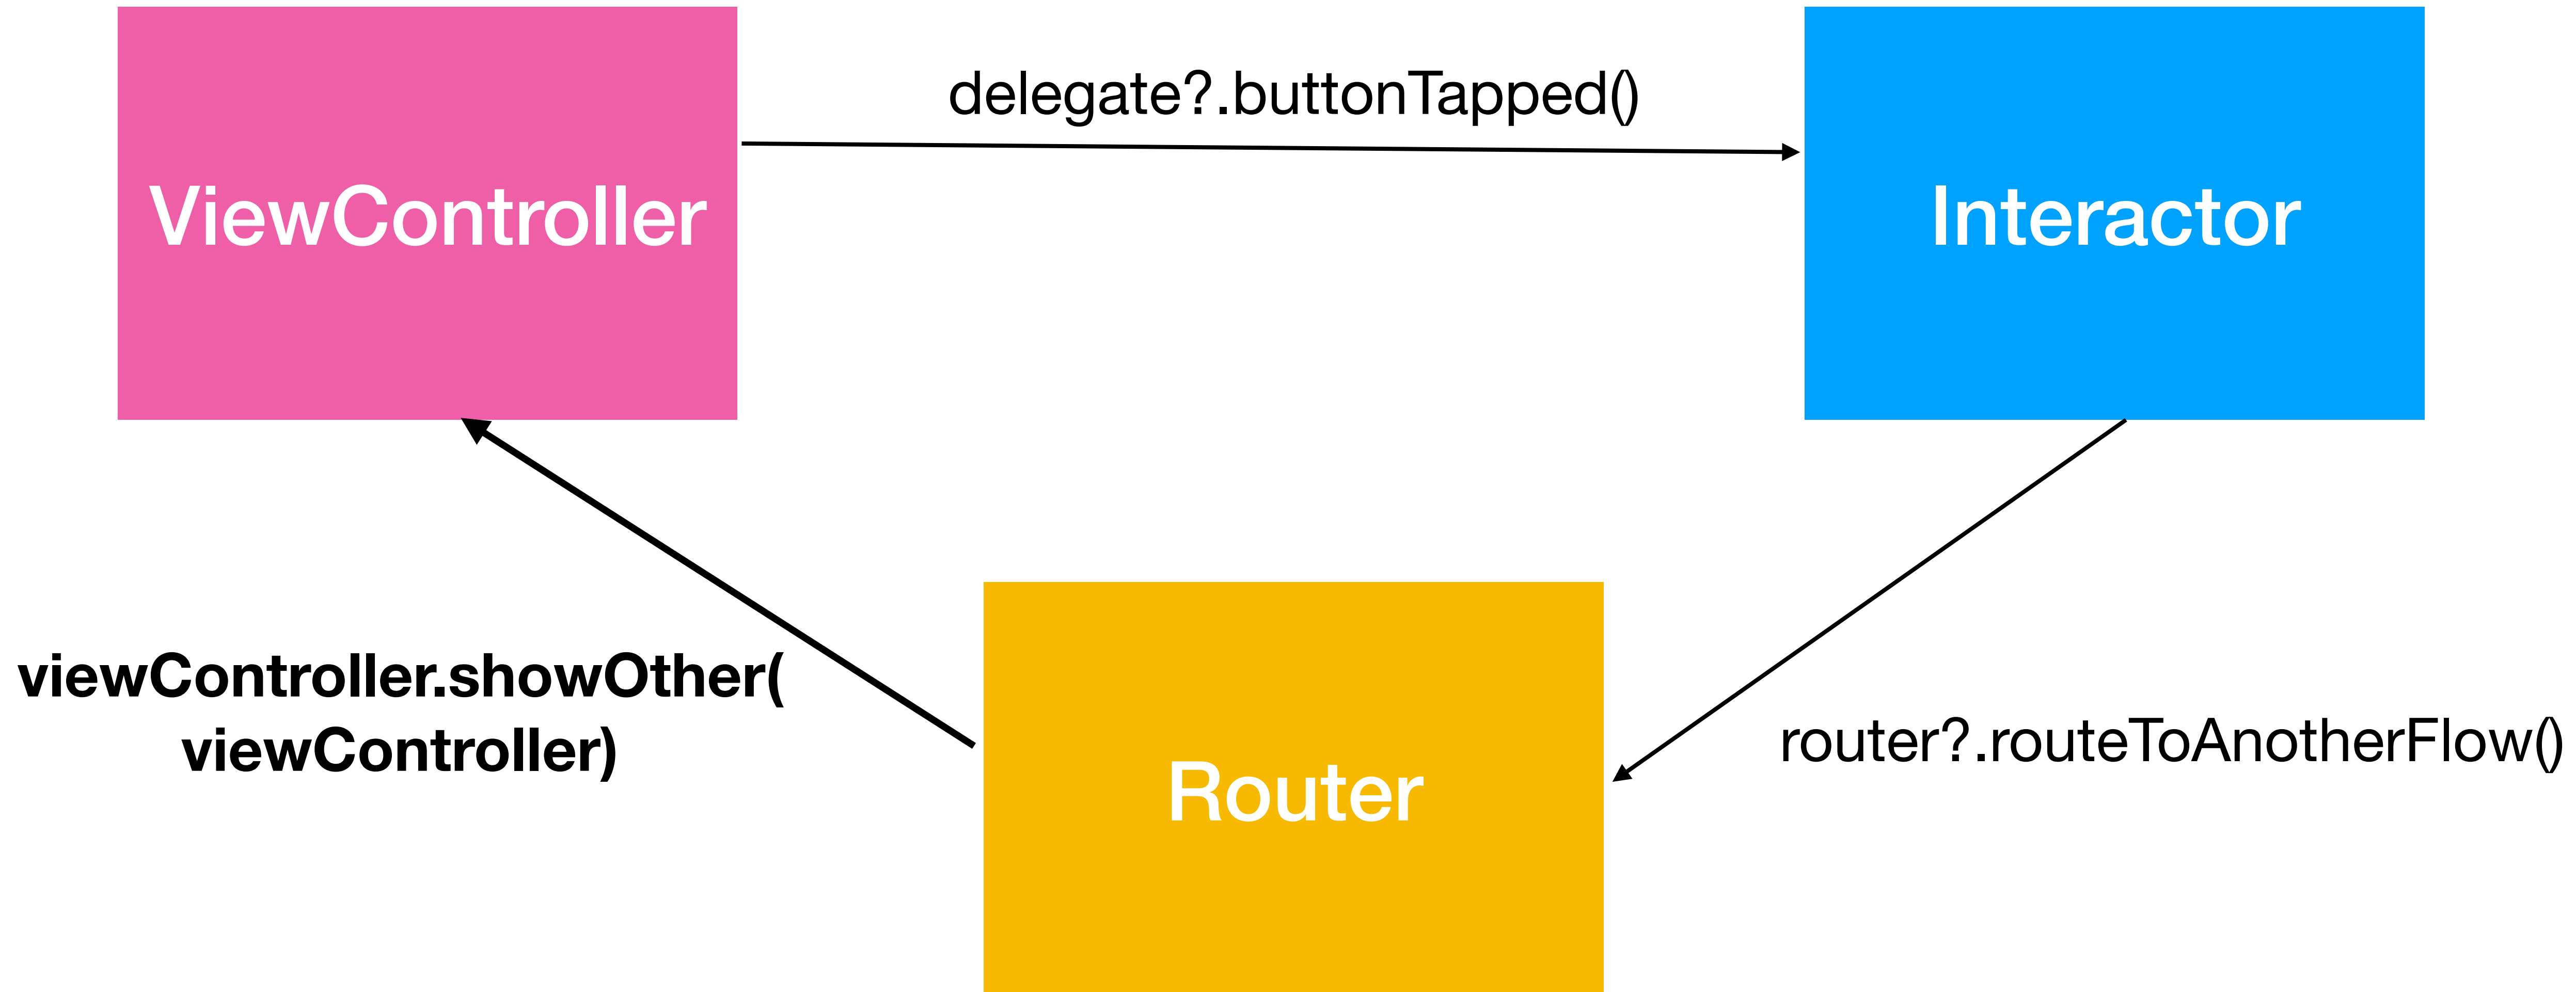 delegate?.buttonTapped()
ViewController
Interactor
viewController.showOther(
viewController)
router?.routeToAnotherFlow()
Router